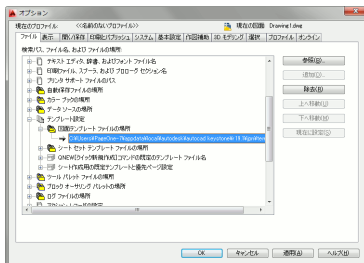 オプション
現在のプロファイル: <<名前のないプロファイル>> 現在の図面: Drawing1.dwg
ファイル 表示 開く/保存 印刷とパブリッシュ システム 基本設定 作図補助 3D モデリング 選択 プロファイル オンライン
検索パス、ファイル名、およびファイルの場所:
テキスト エディタ、辞書、およびフォント ファイル名
印刷ファイル、スプーラ、およびプロローグ セクション名
プリンタ サポート ファイルのパス
自動保存ファイルの場所
カラー ブックの場所
データ ソースの場所
テンプレート設定
図面テンプレート ファイルの場所
シート セット テンプレート ファイルの場所
QNEW[クイック新規作成]コマンドの既定のテンプレート ファイル名
シート作成用の既定テンプレートと優先ページ設定
ツール パレット ファイルの場所
ブロック オーサリング パレットの場所
ログ ファイルの場所
参照(B)...
追加(D)...
除去(R)
上へ移動(U)
下へ移動(W)
現在に設定(S)
OK キャンセル 適用(A) ヘルプ(H)